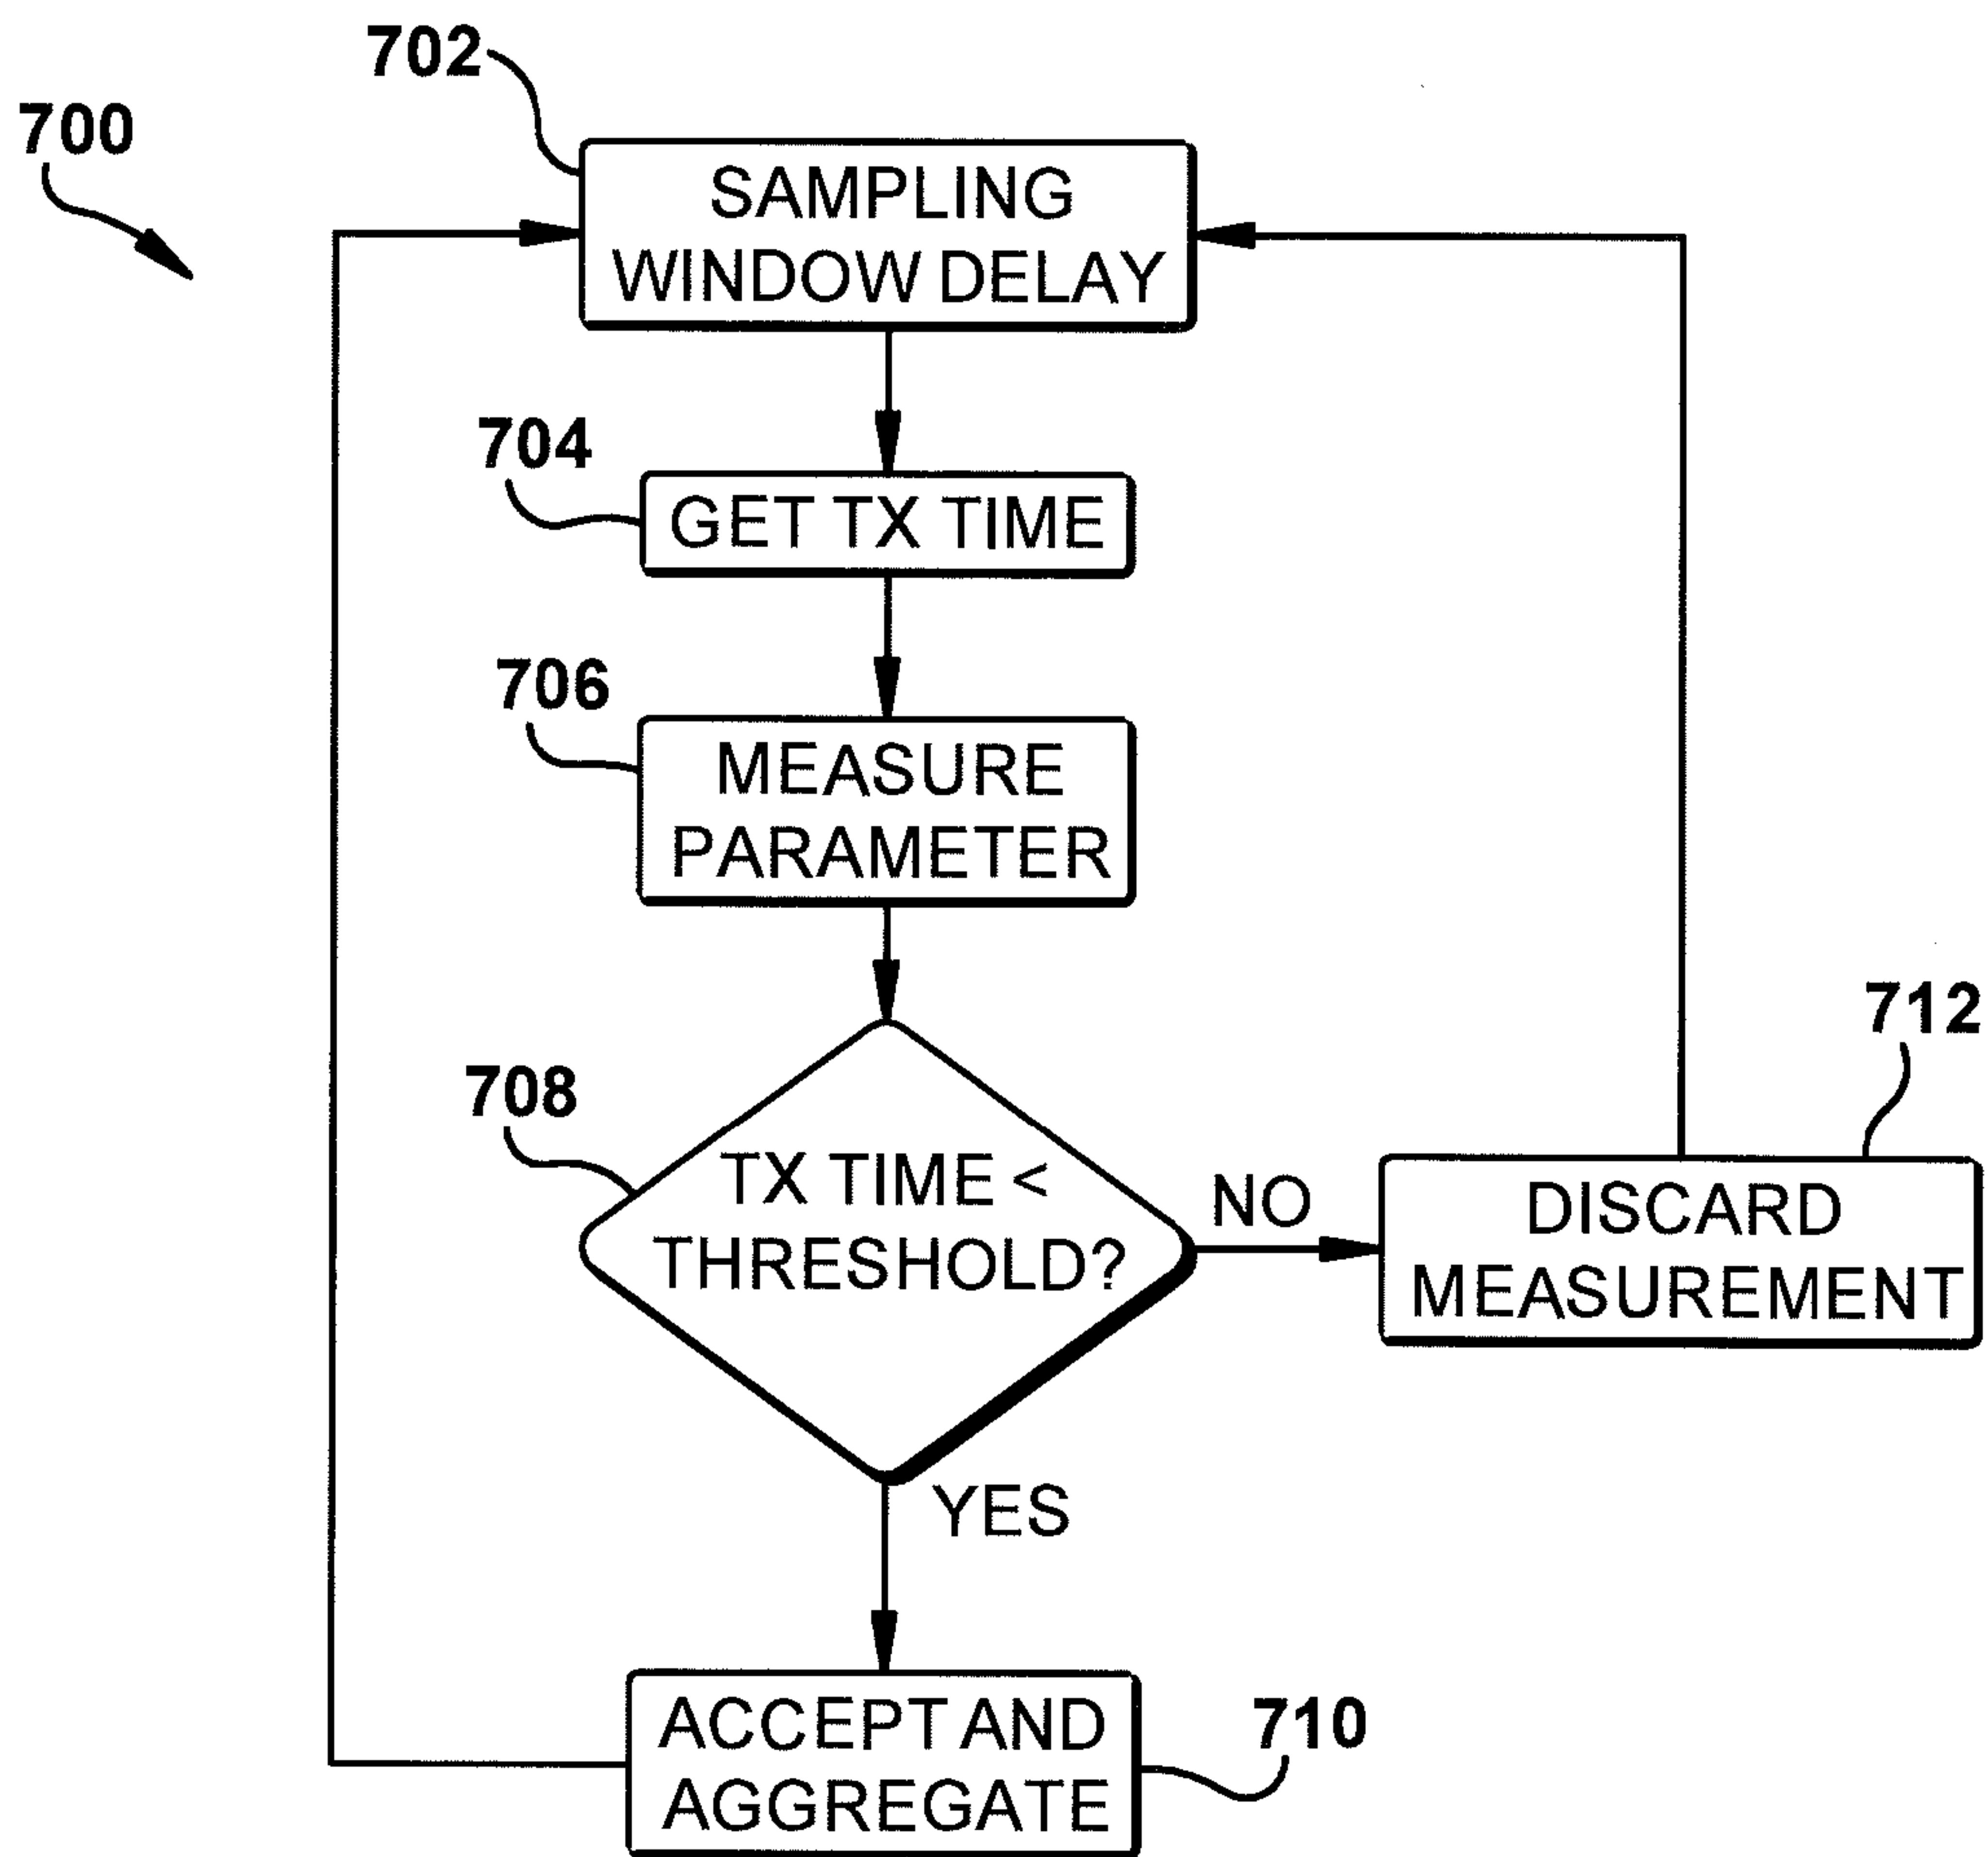 702
700
SAMPLING
WINDOW DELAY
704
GET TX TIME
706
MEASURE
PARAMETER
708
TX TIME <
THRESHOLD?
NO
712
DISCARD
MEASUREMENT
YES
ACCEPT AND
AGGREGATE
710